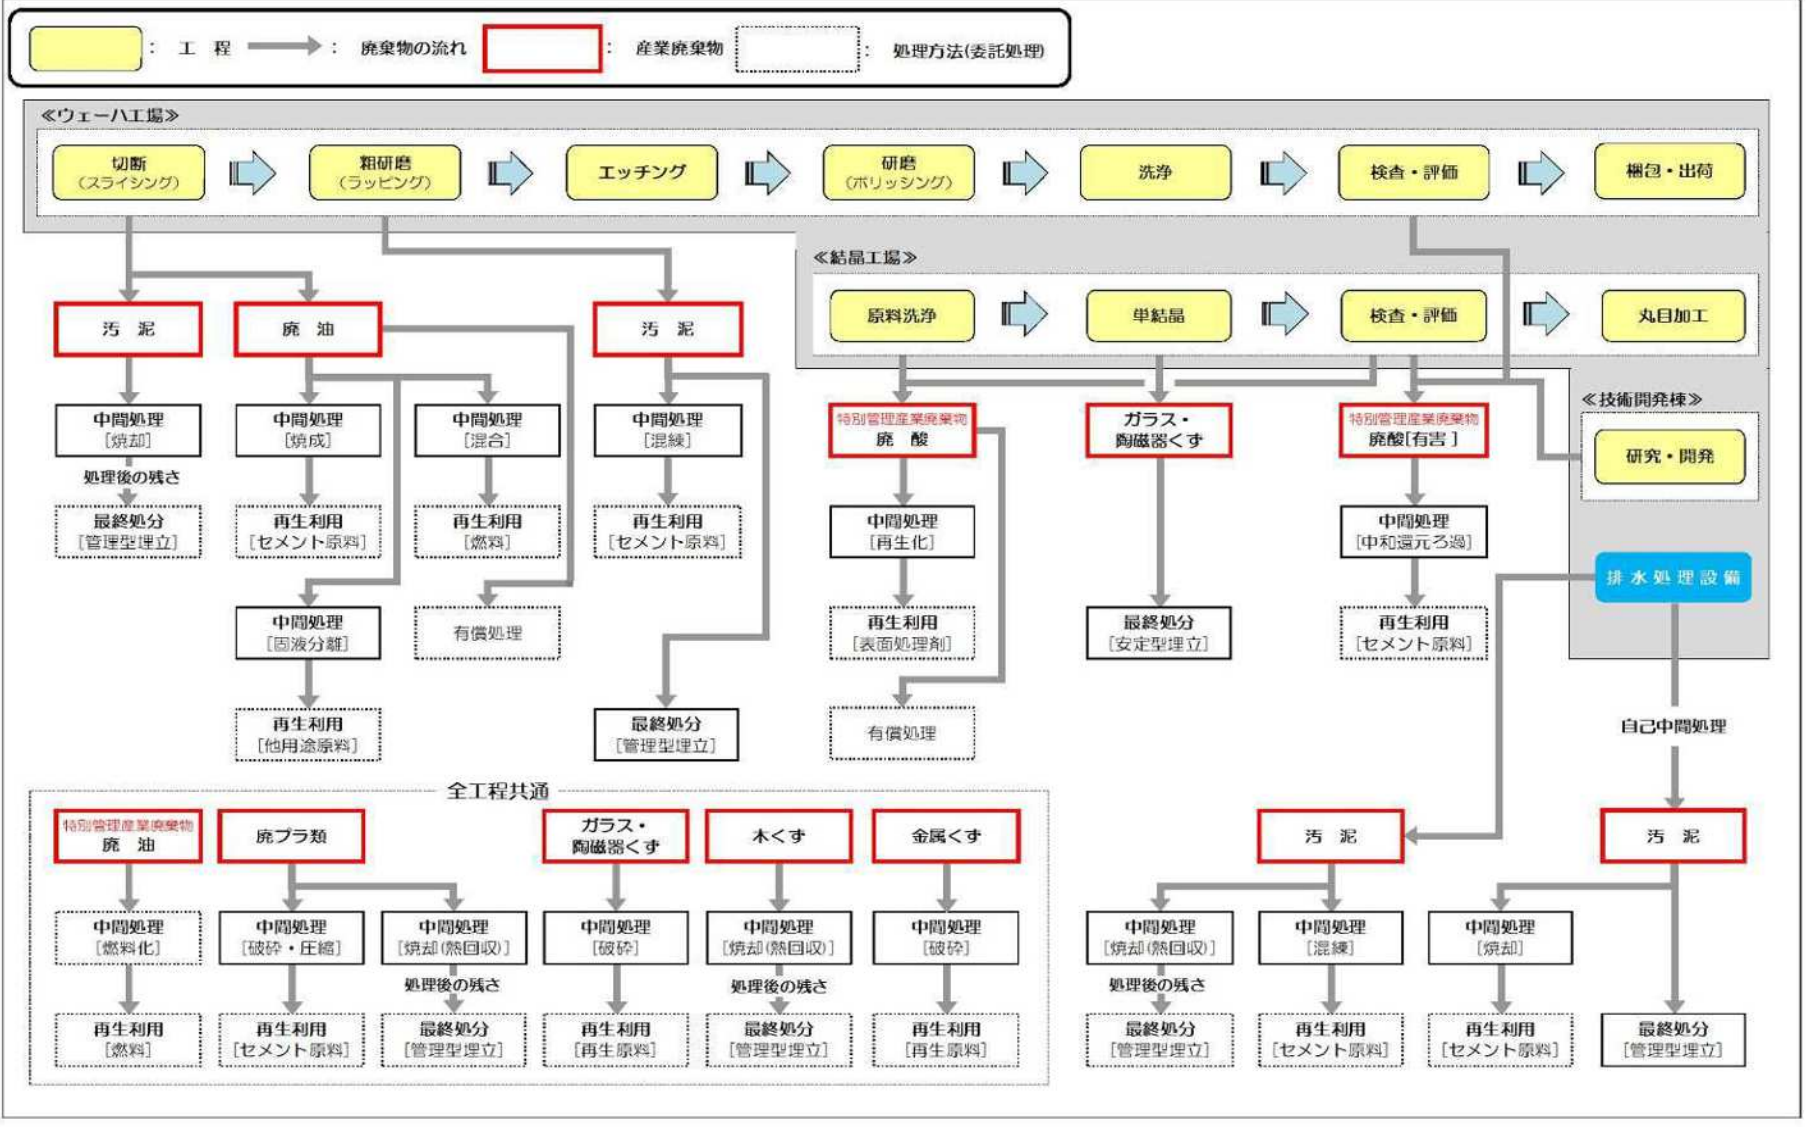 ： 工 程
： 廃棄物の流れ
： 産業廃棄物
： 処理方法(委託処理)
≪ウェーハ工場≫
切断
(スライシング)
粗研磨
(ラッピング)
エッチング
研磨
(ポリッシング)
洗浄
検査・評価
梱包・出荷
≪結晶工場≫
原料洗浄
単結晶
検査・評価
丸目加工
汚 泥
廃 油
汚 泥
≪技術開発棟≫
研究・開発
排水処理設備
中間処理
[焼却]
中間処理
[焼成]
中間処理
[混合]
中間処理
[混練]
特別管理産業廃棄物
廃 酸
ガラス・
陶磁器くず
特別管理産業廃棄物
廃酸[有害]
処理後の残さ
最終処分
[管理型埋立]
再生利用
[セメント原料]
再生利用
[燃料]
再生利用
[セメント原料]
中間処理
[再生化]
中間処理
[中和還元ろ過]
中間処理
[固液分離]
有償処理
再生利用
[表面処理剤]
最終処分
[安定型埋立]
再生利用
[セメント原料]
再生利用
[他用途原料]
最終処分
[管理型埋立]
有償処理
自己中間処理
全工程共通
特別管理産業廃棄物
廃 油
廃プラ類
ガラス・
陶磁器くず
木くず
金属くず
汚 泥
汚 泥
中間処理
[燃料化]
中間処理
[破砕・圧縮]
中間処理
[焼却(熱回収)]
中間処理
[破砕]
中間処理
[焼却(熱回収)]
中間処理
[破砕]
中間処理
[焼却(熱回収)]
中間処理
[混練]
中間処理
[焼却]
処理後の残さ
処理後の残さ
処理後の残さ
再生利用
[燃料]
再生利用
[セメント原料]
最終処分
[管理型埋立]
再生利用
[再生原料]
最終処分
[管理型埋立]
再生利用
[再生原料]
最終処分
[管理型埋立]
再生利用
[セメント原料]
再生利用
[セメント原料]
最終処分
[管理型埋立]